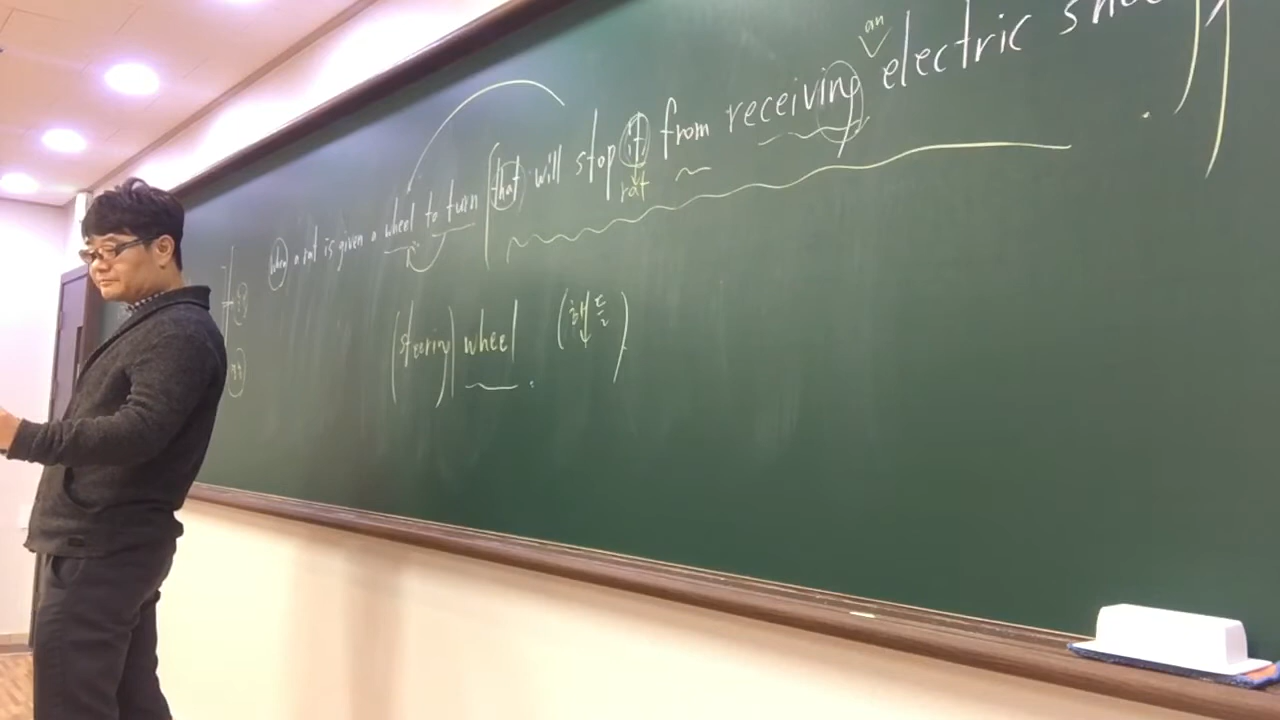 an
When a rat is given a wheel to turn [that will stop it from receiving electric
rat
(steering) wheel (핸들)